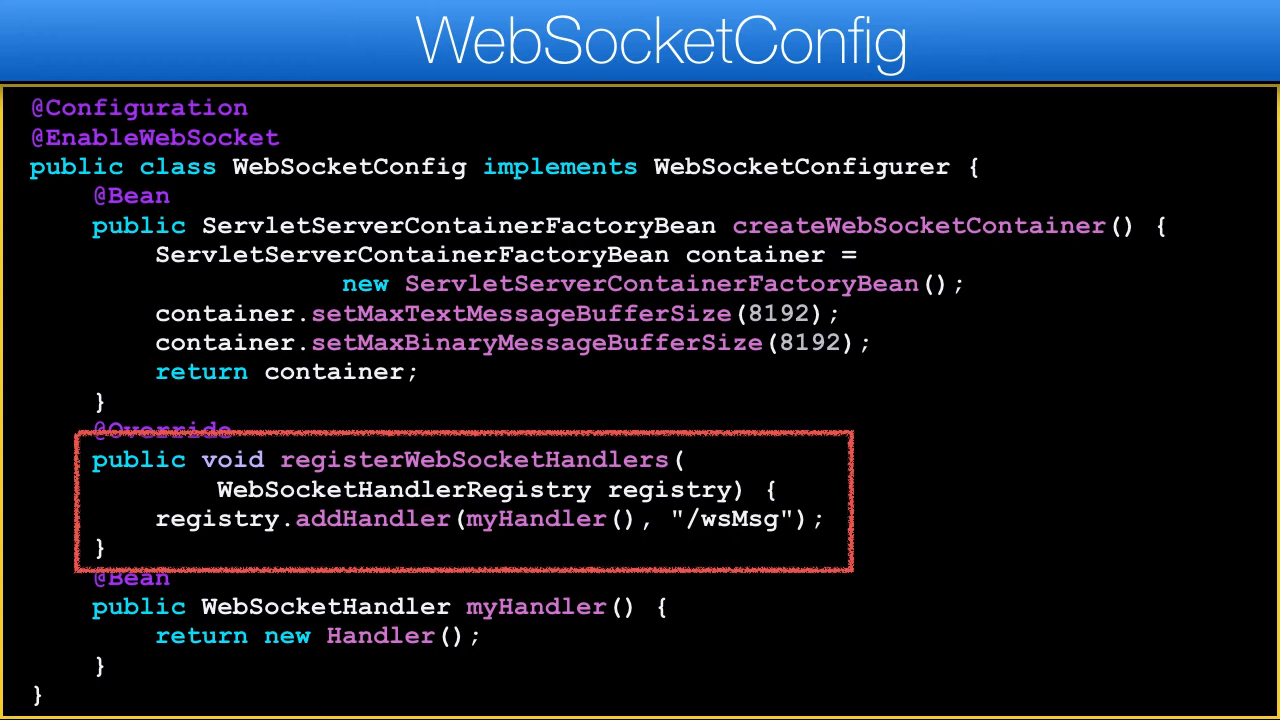 WebSocketConfig
@Configuration
@EnableWebSocket
public class WebSocketConfig implements WebSocketConfigurer {
    @Bean
    public ServletServerContainerFactoryBean createWebSocketContainer() {
        ServletServerContainerFactoryBean container =
                    new ServletServerContainerFactoryBean();
        container.setMaxTextMessageBufferSize(8192);
        container.setMaxBinaryMessageBufferSize(8192);
        return container;
    }
    @Override
    public void registerWebSocketHandlers(
            WebSocketHandlerRegistry registry) {
        registry.addHandler(myHandler(), "/wsMsg");
    }
    @Bean
    public WebSocketHandler myHandler() {
        return new Handler();
    }
}